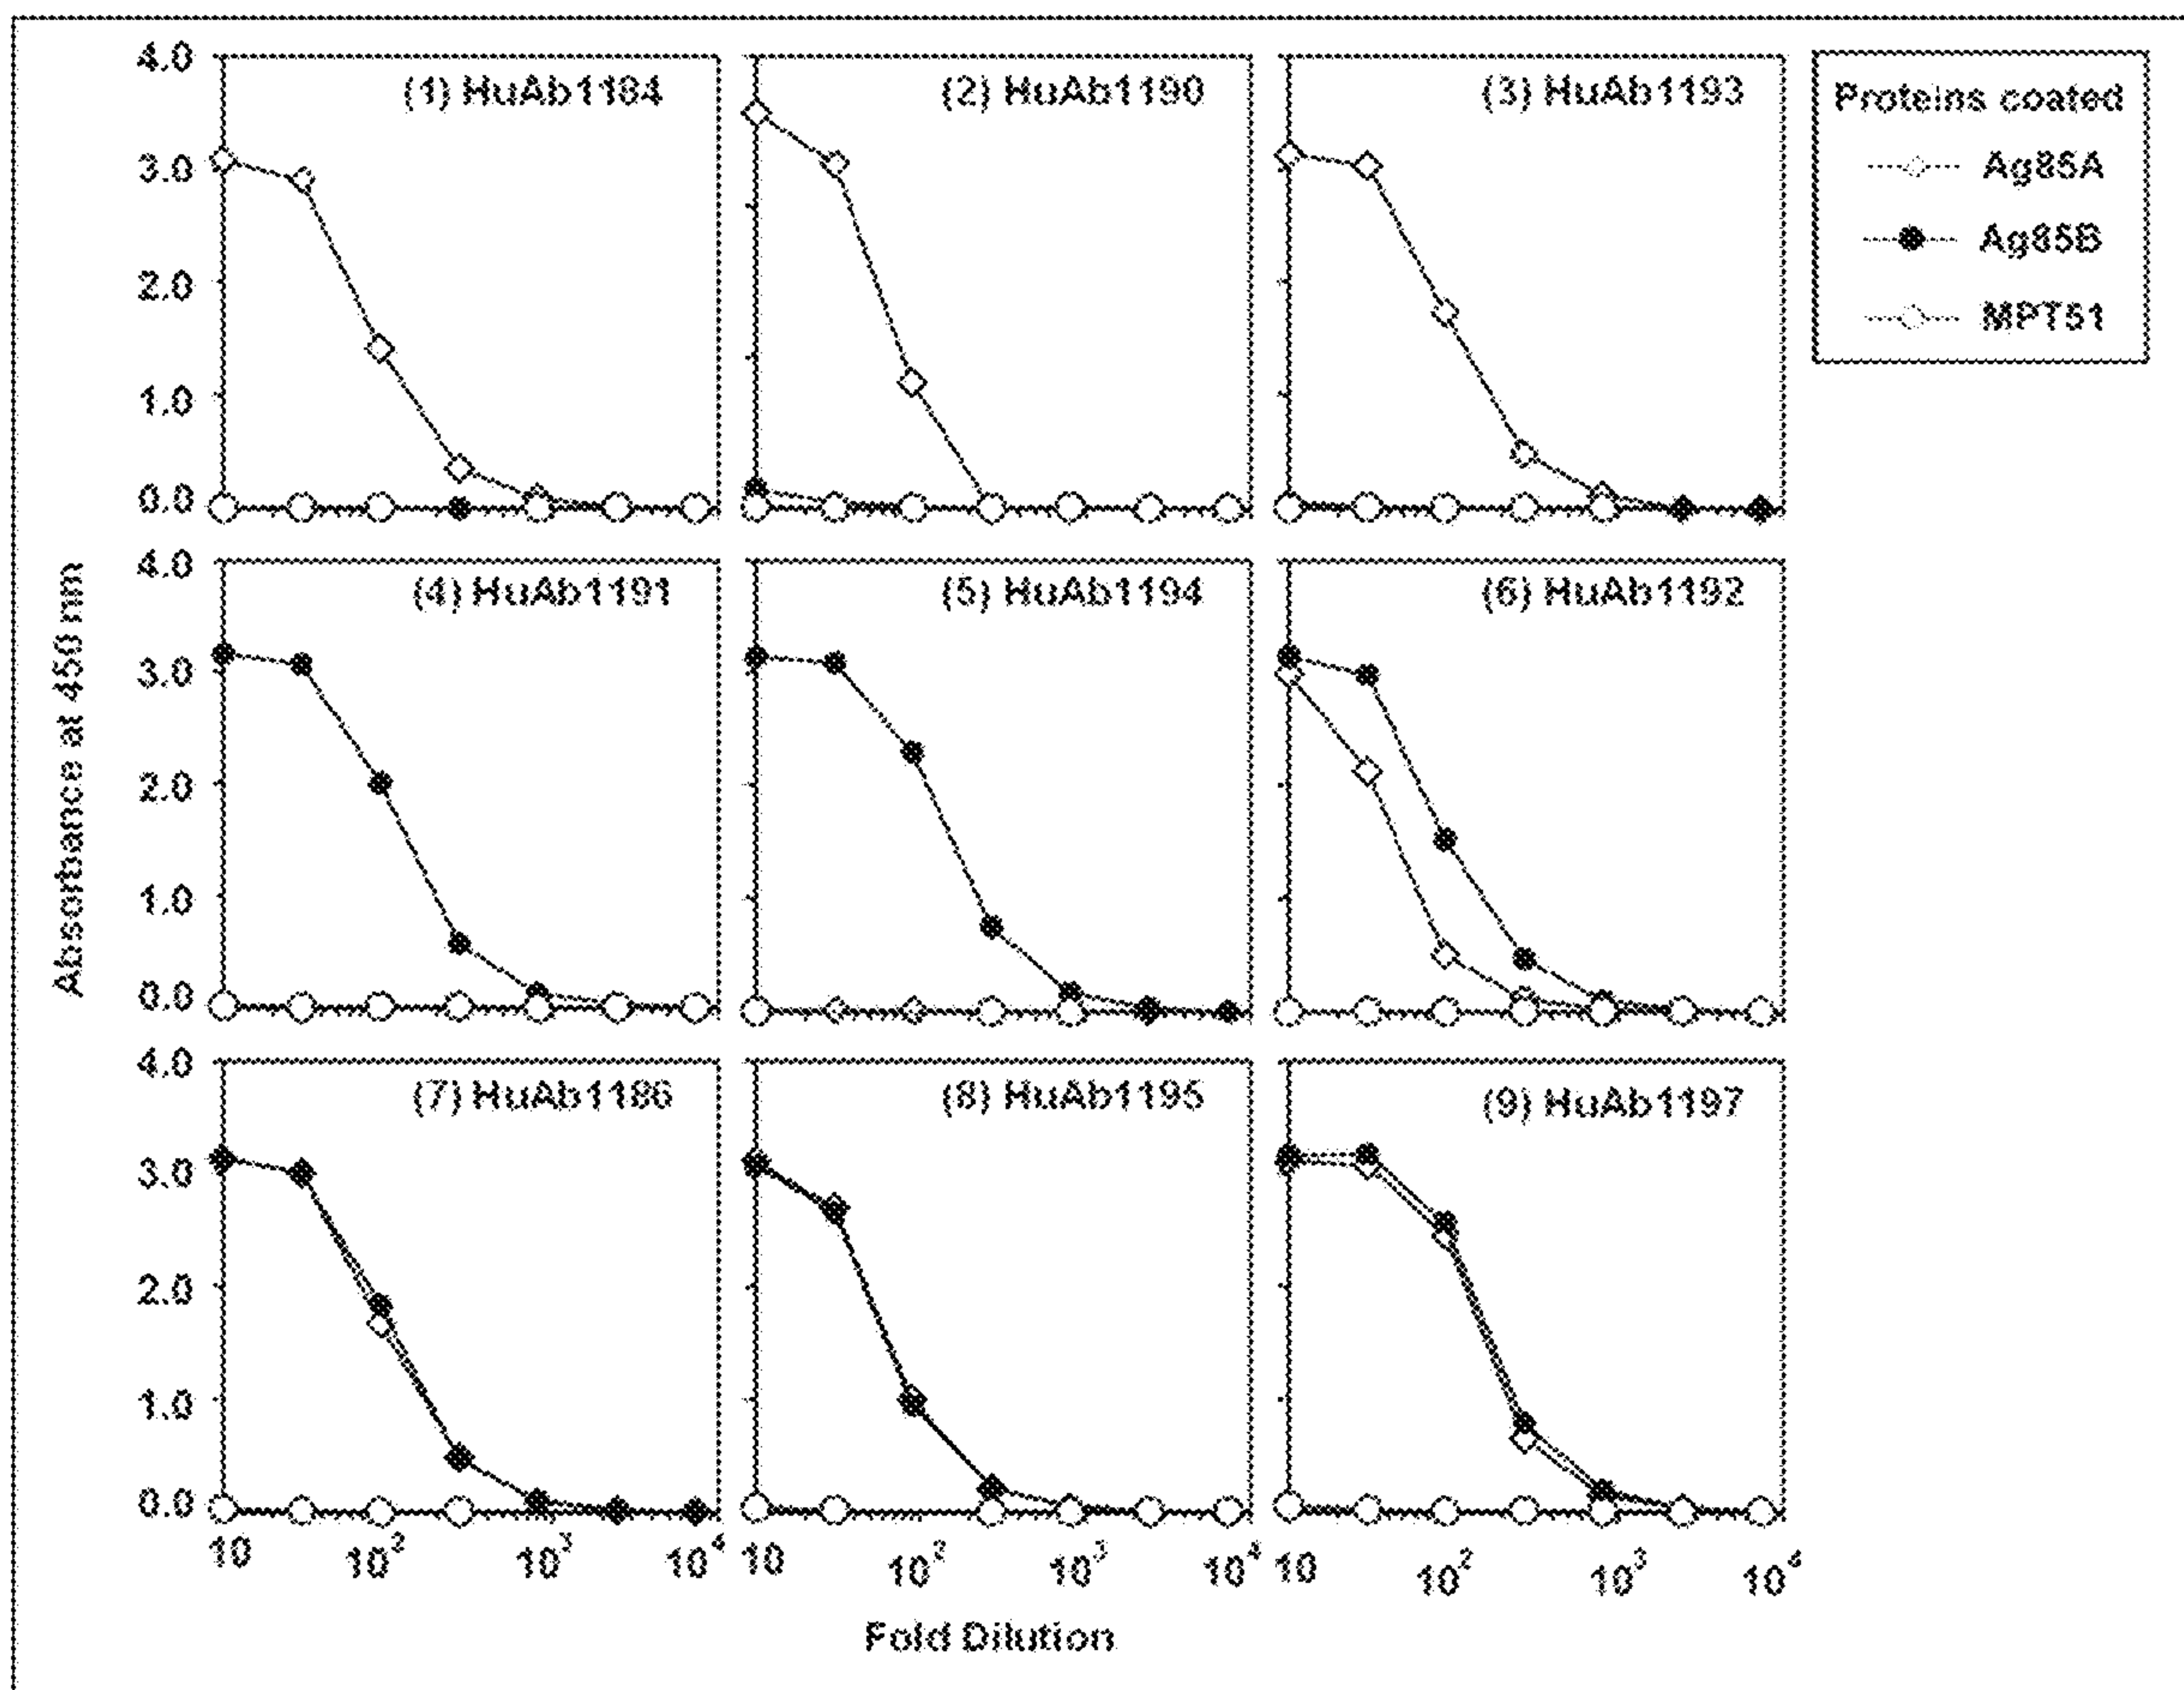 4.0
3.0
2.0
1.0
0.0
(1) HuAb1184
(2) HuAb1190
(3) HuAb1193
Proteins coated
Ag85A
Ag85B
MPT51
4.0
3.0
2.0
1.0
0.0
(4) HuAb1191
(5) HuAb1194
(6) HuAb1192
Absorbance at 450 nm
4.0
3.0
2.0
1.0
0.0
(7) HuAb1186
(8) HuAb1195
(9) HuAb1197
10 10² 10³ 10⁴ 10 10² 10³ 10⁴ 10 10² 10³ 10⁴
Fold Dilution